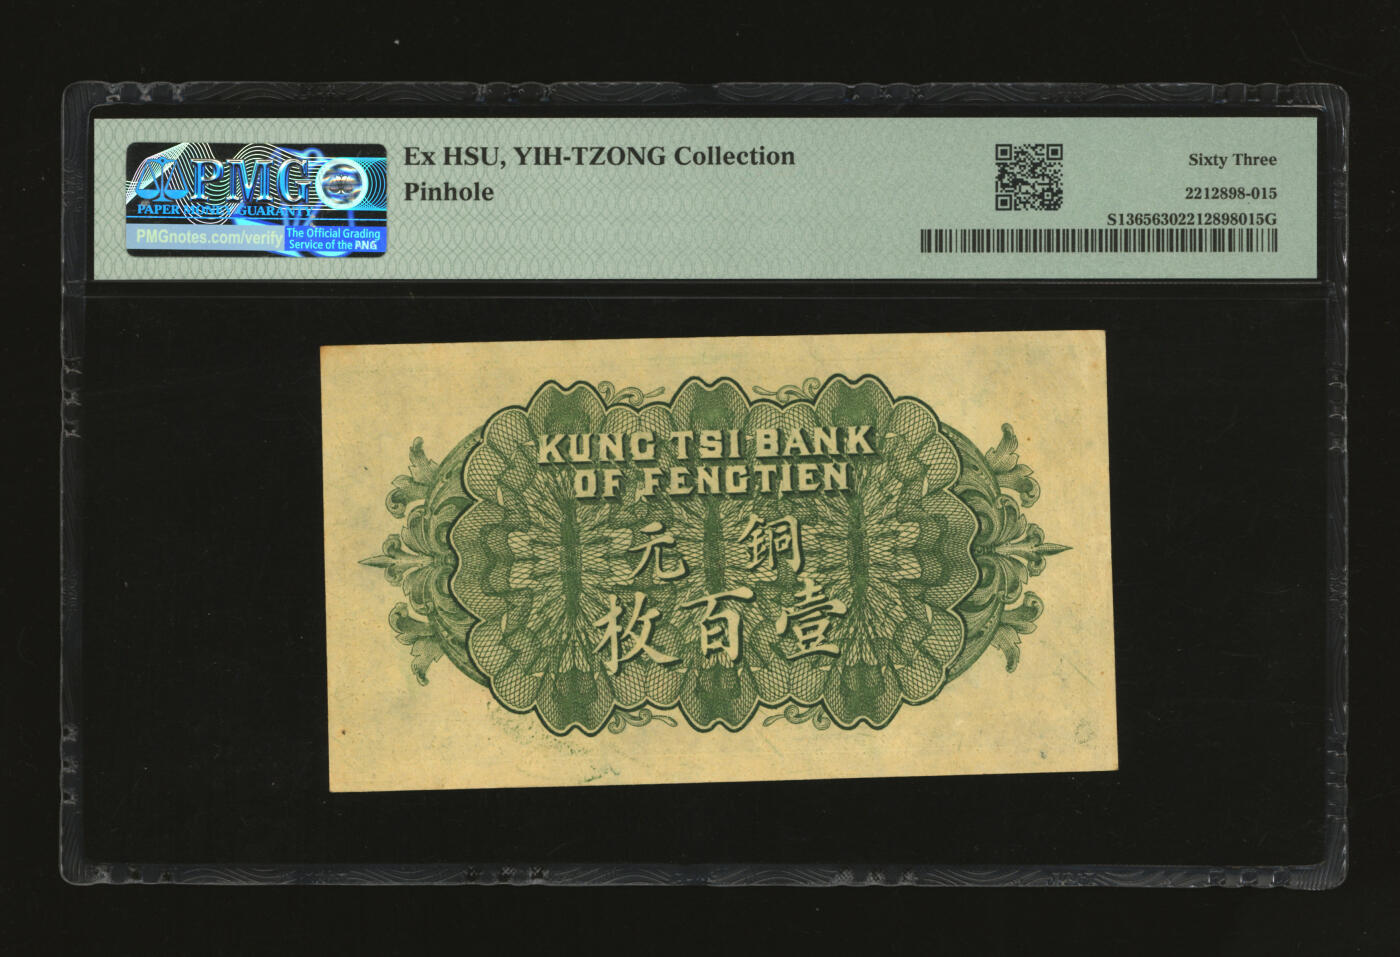 PMG
PAPER MONEY GUARANTY
PMGnotes.com/verify
The Official Grading
Service of the PNG
Ex HSU, YIH-TZONG Collection
Pinhole
Sixty Three
2212898-015
S13656302212898015G
KUNG TSI BANK
OF FENGTIEN
元 銅
枚百壹